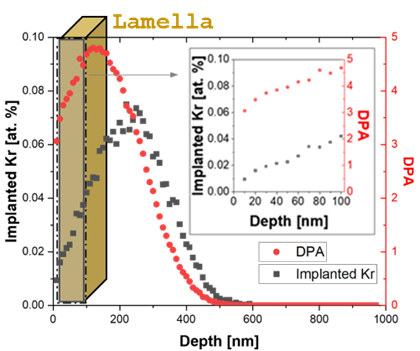 Lamella
0.10
0.08
0.06
0.04
0.02
0.00
Implanted Kr [at. %]
0 200 400 600 800 1000
Depth [nm]
5
4
3
2
1
0
DPA
0.10
0.08
0.06
0.04
0.02
0.00
Implanted Kr [at. %]
0 20 40 60 80 100
Depth [nm]
5
4
3
2
1
0
DPA
DPA
Implanted Kr